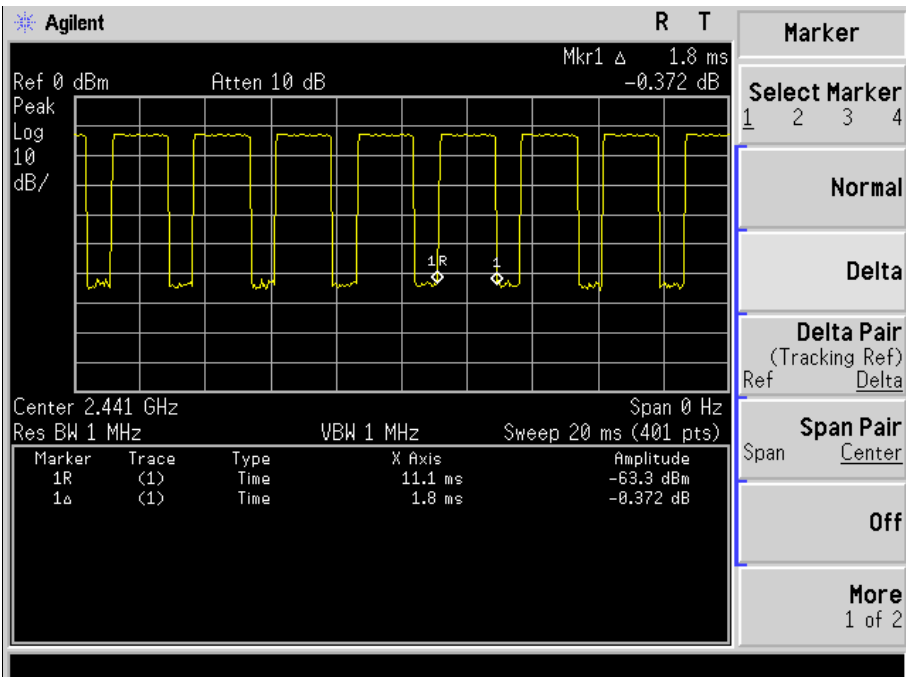 Agilent R T
Mkr1 Δ 1.8 ms
Ref 0 dBm Atten 10 dB -0.372 dB
Peak
Log
10
dB/
1R 1
Center 2.441 GHz Span 0 Hz
Res BW 1 MHz VBW 1 MHz Sweep 20 ms (401 pts)
Marker Trace Type X Axis Amplitude
1R (1) Time 11.1 ms -63.3 dBm
1Δ (1) Time 1.8 ms -0.372 dB
Marker
Select Marker
1 2 3 4
Normal
Delta
Delta Pair
(Tracking Ref)
Ref Delta
Span Pair
Span Center
Off
More
1 of 2